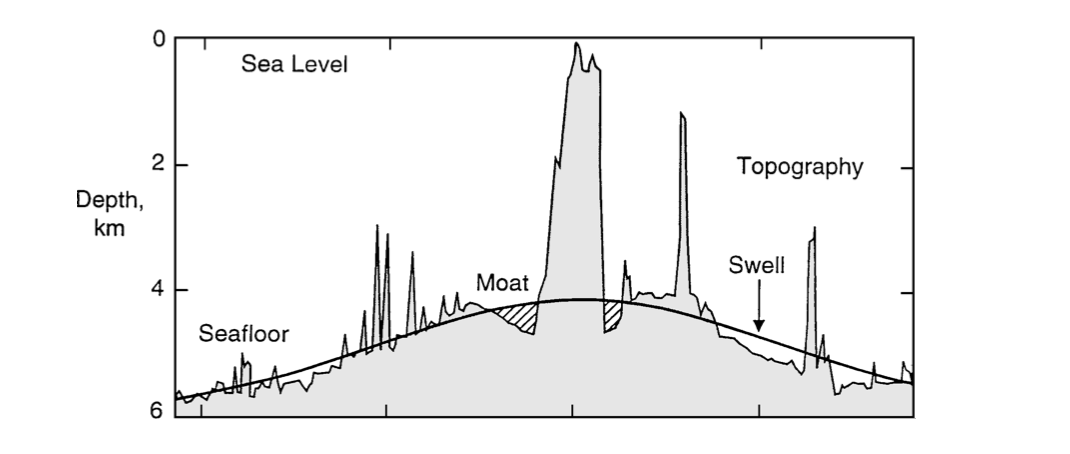 0
Sea Level
2
Topography
Depth,
km
Swell
Moat
4
Seafloor
6